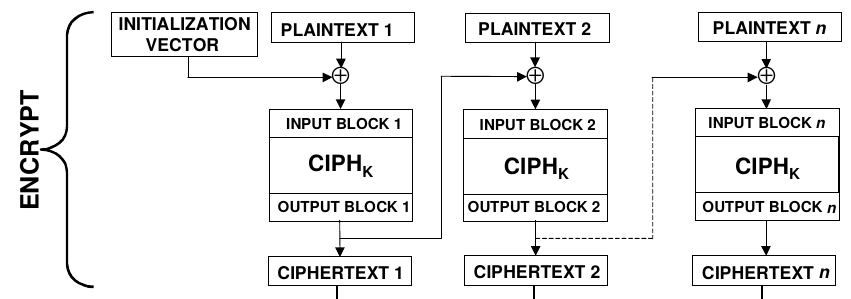 ENCRYPT
INITIALIZATION
VECTOR
PLAINTEXT 1
PLAINTEXT 2
PLAINTEXT n
INPUT BLOCK 1
INPUT BLOCK 2
INPUT BLOCK n
CIPHK
CIPHK
CIPHK
OUTPUT BLOCK 1
OUTPUT BLOCK 2
OUTPUT BLOCK n
CIPHERTEXT 1
CIPHERTEXT 2
CIPHERTEXT n